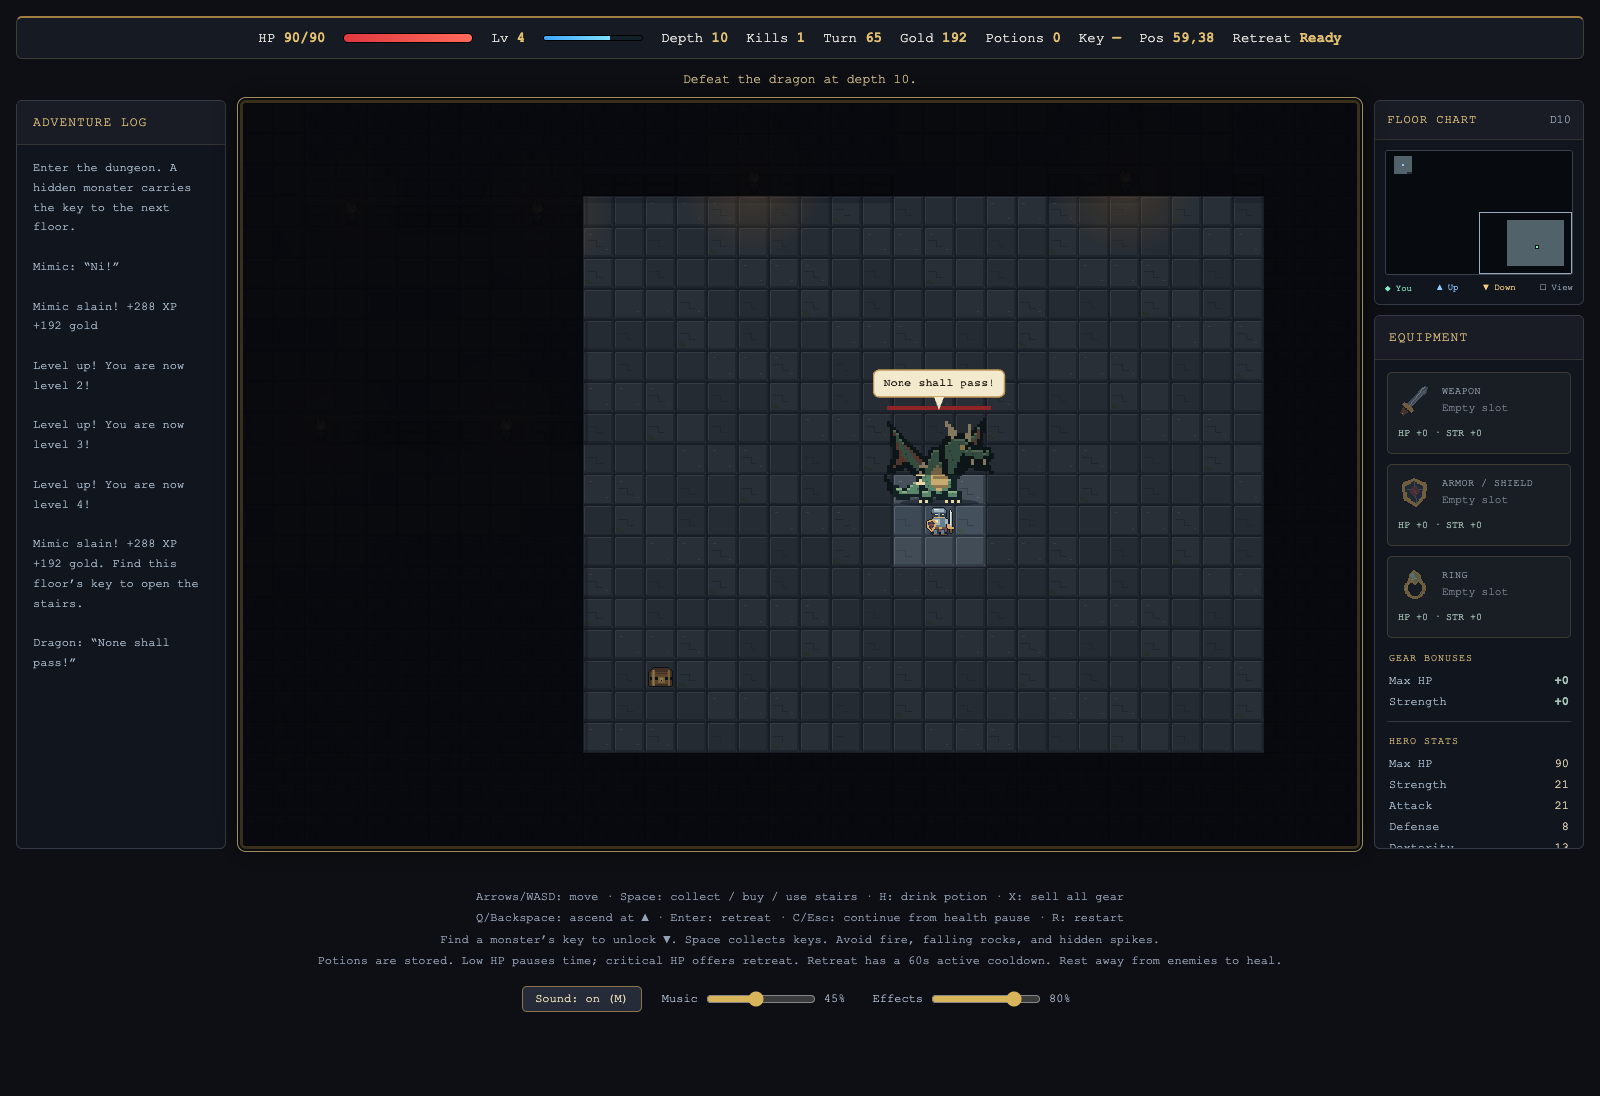 HP 90/90 Lv 4 Depth 10 Kills 1 Turn 65 Gold 192 Potions 0 Key — Pos 59,38 Retreat Ready
Defeat the dragon at depth 10.
ADVENTURE LOG
Enter the dungeon. A
hidden monster carries
the key to the next
floor.
Mimic: “Ni!”
Mimic slain! +288 XP
+192 gold
Level up! You are now
level 2!
Level up! You are now
level 3!
Level up! You are now
level 4!
Mimic slain! +288 XP
+192 gold. Find this
floor’s key to open the
stairs.
Dragon: “None shall
pass!”
None shall pass!
FLOOR CHART D10
◆ You ▲ Up ▼ Down □ View
EQUIPMENT
WEAPON
Empty slot
HP +0 · STR +0
ARMOR / SHIELD
Empty slot
HP +0 · STR +0
RING
Empty slot
HP +0 · STR +0
GEAR BONUSES
Max HP +0
Strength +0
HERO STATS
Max HP 90
Strength 21
Attack 21
Defense 8
Dexterity 13
Arrows/WASD: move · Space: collect / buy / use stairs · H: drink potion · X: sell all gear
Q/Backspace: ascend at ▲ · Enter: retreat · C/Esc: continue from health pause · R: restart
Find a monster’s key to unlock ▼. Space collects keys. Avoid fire, falling rocks, and hidden spikes.
Potions are stored. Low HP pauses time; critical HP offers retreat. Retreat has a 60s active cooldown. Rest away from enemies to heal.
Sound: on (M) Music 45% Effects 80%